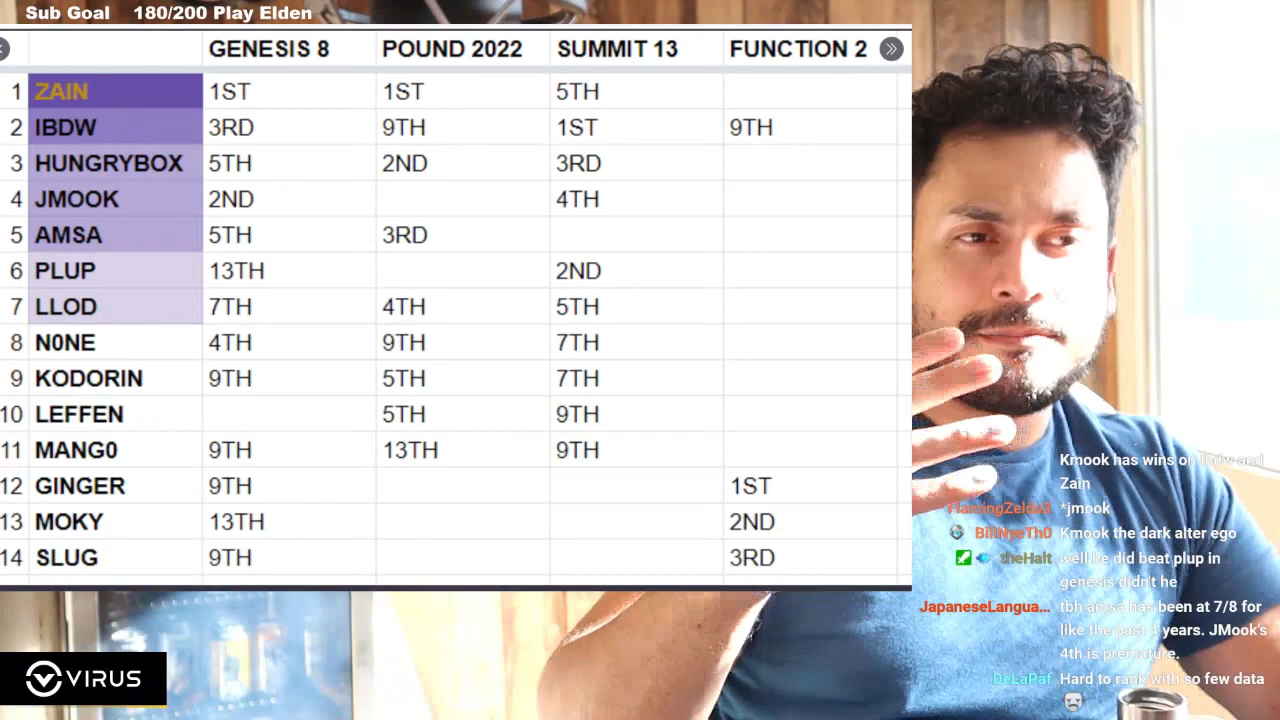 Sub Goal 180/200 Play Elden
GENESIS 8 POUND 2022 SUMMIT 13 FUNCTION 2
1 ZAIN 1ST 1ST 5TH
2 IBDW 3RD 9TH 1ST 9TH
3 HUNGRYBOX 5TH 2ND 3RD
4 JMOOK 2ND 4TH
5 AMSA 5TH 3RD
6 PLUP 13TH 2ND
7 LLOD 7TH 4TH 5TH
8 N0NE 4TH 9TH 7TH
9 KODORIN 9TH 5TH 7TH
10 LEFFEN 5TH 9TH
11 MANG0 9TH 13TH 9TH
12 GINGER 9TH 1ST
13 MOKY 13TH 2ND
14 SLUG 9TH 3RD
Kmook has wins on Ibdw and
Zain
FlamingZelda3 *jmook
BillNyeTh0 Kmook the dark alter ego
theHalt well he did beat plup in
genesis didn't he
JapaneseLangua... tbh amsa has been at 7/8 for
like the past 4 years. JMook's
4th is premature.
DeLaPaf Hard to rank with so few data
VIRUS